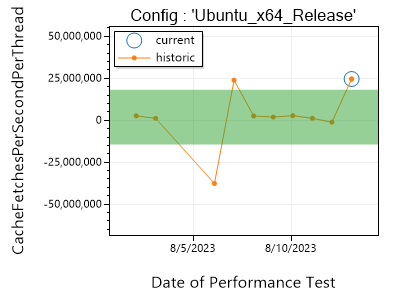 Config : 'Ubuntu_x64_Release'
current
historic
CacheFetchesPerSecondPerThread
50,000,000
25,000,000
0
-25,000,000
-50,000,000
8/5/2023
8/10/2023
Date of Performance Test